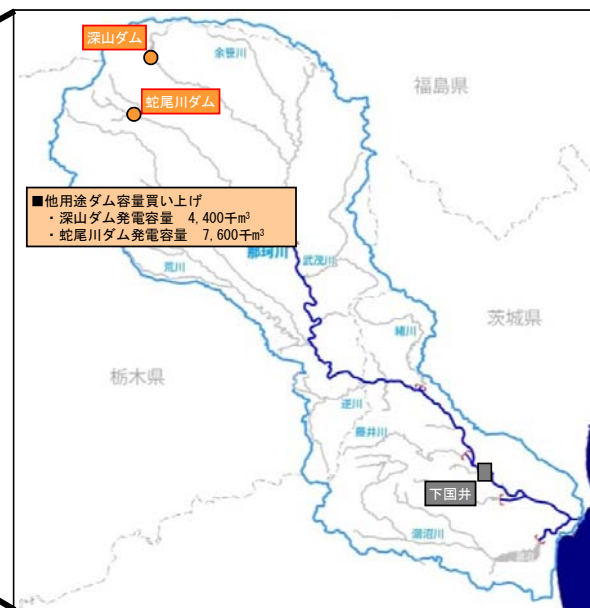 深山ダム
余笹川
福島県
蛇尾川ダム
■他用途ダム容量買い上げ
・深山ダム発電容量 4,400千m³
・蛇尾川ダム発電容量 7,600千m³
那珂川
武茂川
荒川
茨城県
緒川
栃木県
逆川
藤井川
下国井
涸沼川